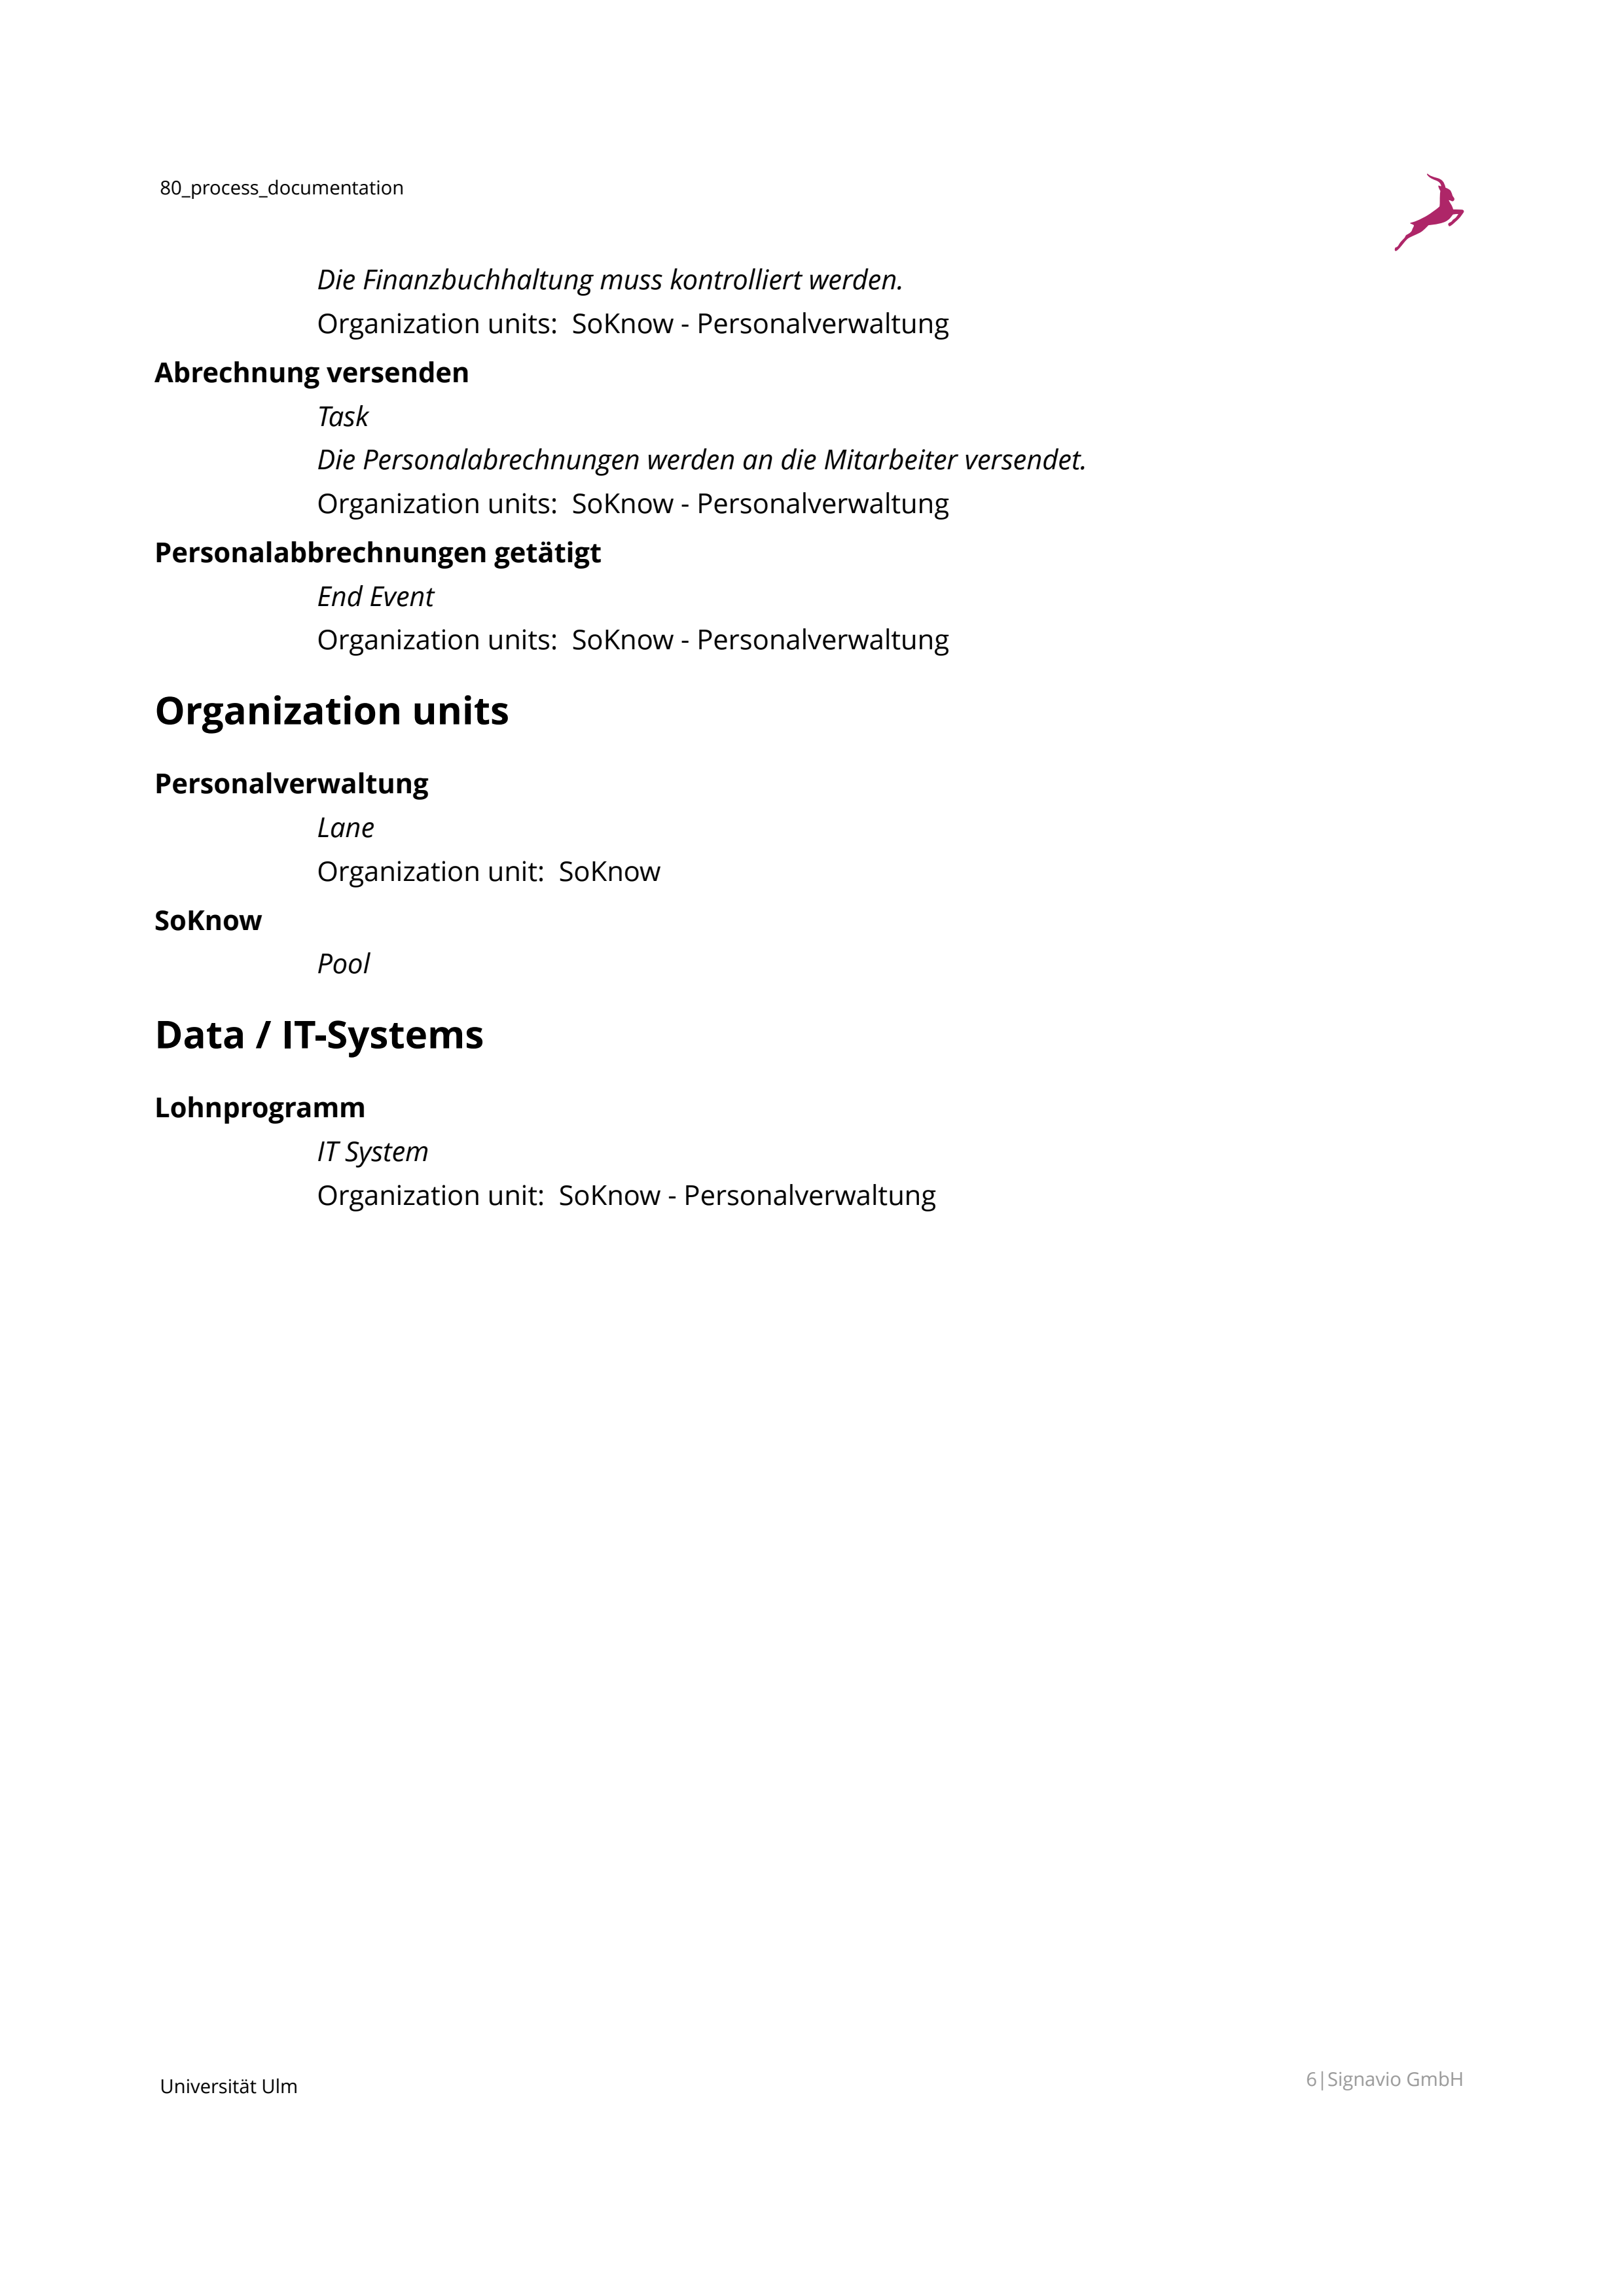 80_process_documentation
Die Finanzbuchhaltung muss kontrolliert werden.
Organization units:  SoKnow - Personalverwaltung
Abrechnung versenden
Task
Die Personalabrechnungen werden an die Mitarbeiter versendet.
Organization units:  SoKnow - Personalverwaltung
Personalabbrechnungen getätigt
End Event
Organization units:  SoKnow - Personalverwaltung
Organization units
Personalverwaltung
Lane
Organization unit:  SoKnow
SoKnow
Pool
Data / IT-Systems
Lohnprogramm
IT System
Organization unit:  SoKnow - Personalverwaltung
Universität Ulm
6|Signavio GmbH